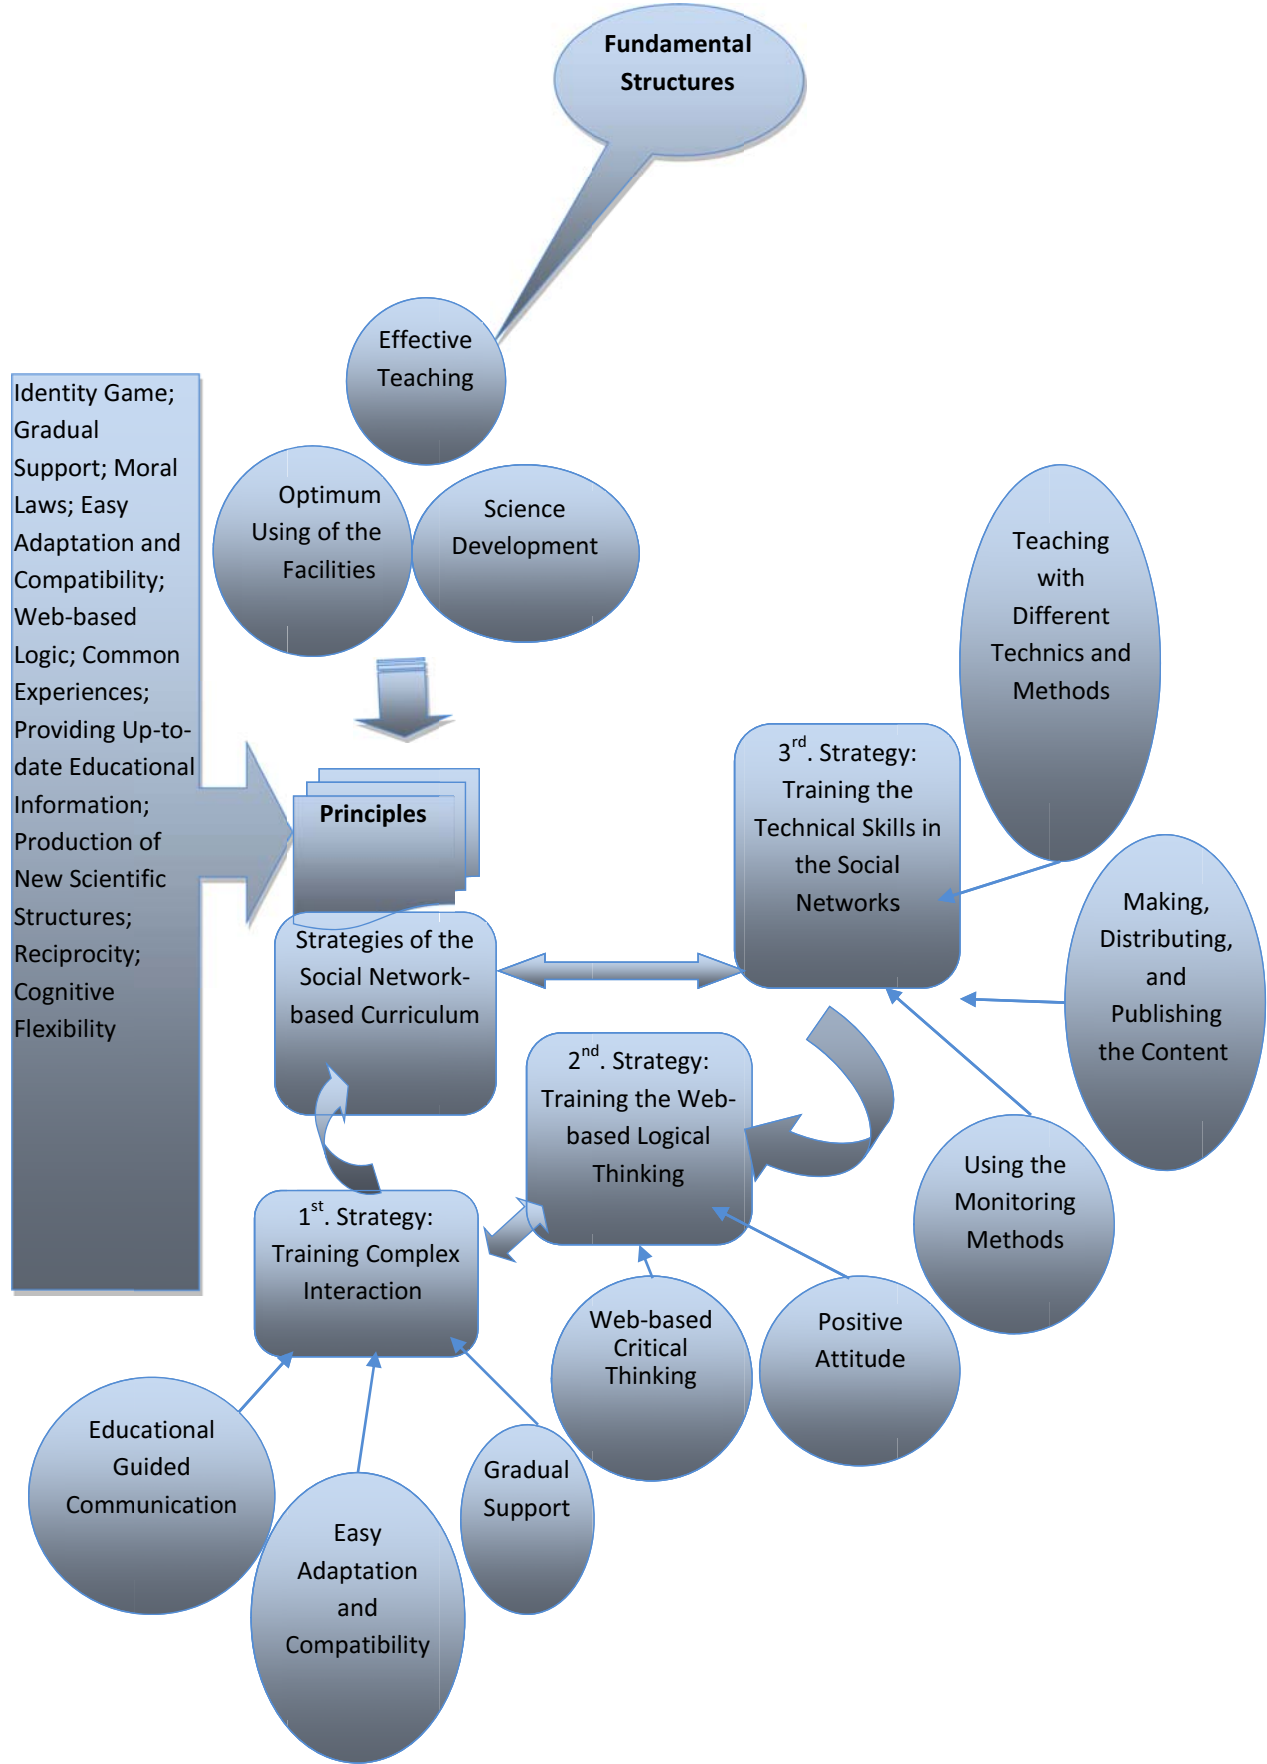 Fundamental
Structures
Effective
Teaching
Optimum
Using of the
Facilities
Science
Development
Identity Game;
Gradual
Support; Moral
Laws; Easy
Adaptation and
Compatibility;
Web-based
Logic; Common
Experiences;
Providing Up-to-
date Educational
Information;
Production of
New Scientific
Structures;
Reciprocity;
Cognitive
Flexibility
Principles
Strategies of the
Social Network-
based Curriculum
3rd. Strategy:
Training the
Technical Skills in
the Social
Networks
Teaching
with
Different
Technics and
Methods
Making,
Distributing,
and
Publishing
the Content
Using the
Monitoring
Methods
2nd. Strategy:
Training the Web-
based Logical
Thinking
Web-based
Critical
Thinking
Positive
Attitude
1st. Strategy:
Training Complex
Interaction
Educational
Guided
Communication
Easy
Adaptation
and
Compatibility
Gradual
Support